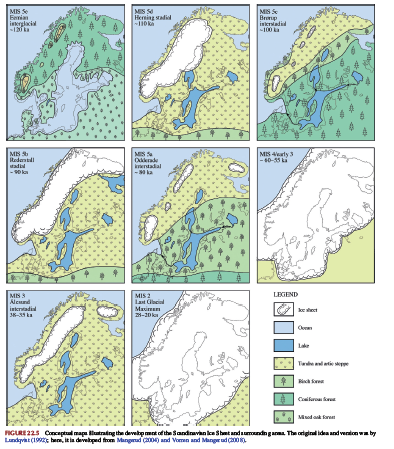 MIS 5e
Eemian
interglacial
~120 ka
MIS 5d
Herning stadial
~110 ka
MIS 5c
Brørup
interstadial
~100 ka
MIS 5b
Rederstall
stadial
~ 90 ka
MIS 5a
Odderade
interstadial
~ 80 ka
MIS 4/early 3
~ 60–55 ka
MIS 3
Ålesund
interstadial
38–35 ka
MIS 2
Last Glacial
Maximum
28–20 ka
LEGEND
Ice sheet
Ocean
Lake
Tundra and artic steppe
Birch forest
Coniferous forest
Mixed oak forest
FIGURE 22.5 Conceptual maps illustrating the development of the Scandinavian Ice Sheet and surrounding areas. The original idea and version was by
Lundqvist (1992); here, it is developed from Mangerud (2004) and Vorren and Mangerud (2008).